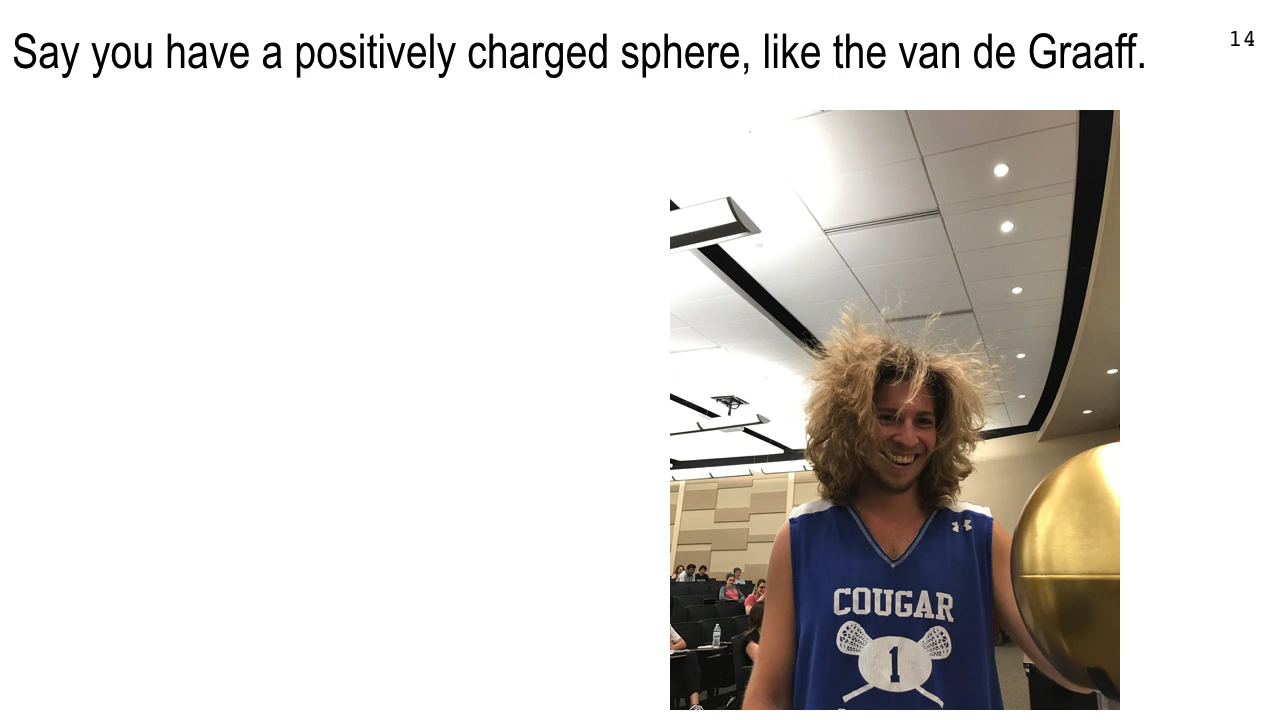 Say you have a positively charged sphere, like the van de Graaff.
14
COUGAR
1